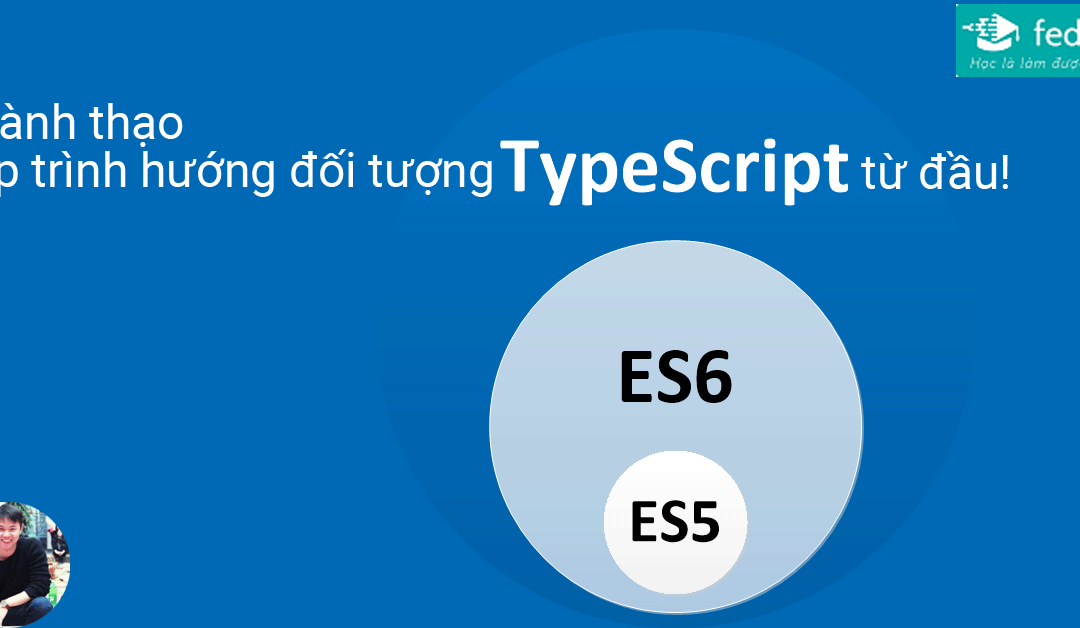 fed
Học là làm đượ
ành thạo
p trình hướng đối tượng TypeScript từ đầu!
ES6
ES5